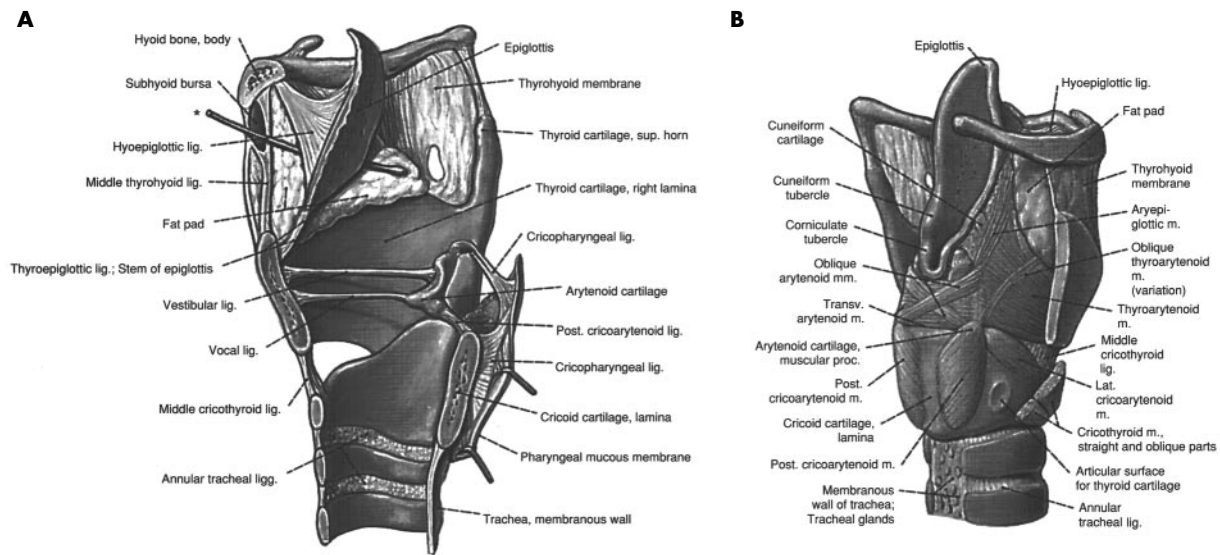 A
Hyoid bone, body
Subhyoid bursa
*
Hyoepiglottic lig.
Middle thyrohyoid lig.
Fat pad
Thyroepiglottic lig.; Stem of epiglottis
Vestibular lig.
Vocal lig.
Middle cricothyroid lig.
Annular tracheal ligg.
Epiglottis
Thyrohyoid membrane
Thyroid cartilage, sup. horn
Thyroid cartilage, right lamina
Cricopharyngeal lig.
Arytenoid cartilage
Post. cricoarytenoid lig.
Cricopharyngeal lig.
Cricoid cartilage, lamina
Pharyngeal mucous membrane
Trachea, membranous wall
B
Epiglottis
Cuneiform
cartilage
Cuneiform
tubercle
Corniculate
tubercle
Oblique
arytenoid mm.
Transv.
arytenoid m.
Arytenoid cartilage,
muscular proc.
Post.
cricoarytenoid m.
Cricoid cartilage,
lamina
Post. cricoarytenoid m.
Membranous
wall of trachea;
Tracheal glands
Hyoepiglottic lig.
Fat pad
Thyrohyoid
membrane
Aryepi-
glottic m.
Oblique
thyroarytenoid
m.
(variation)
Thyroarytenoid
m.
Middle
cricothyroid
lig.
Lat.
cricoarytenoid
m.
Cricothyroid m.,
straight and oblique parts
Articular surface
for thyroid cartilage
Annular
tracheal lig.